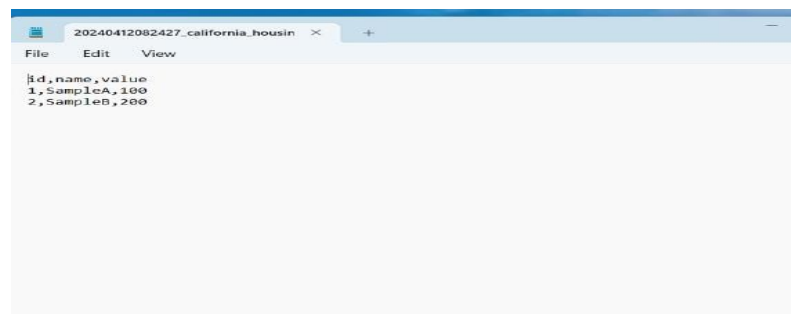 20240412082427_california_housin
File Edit View
id,name,value
1,SampleA,100
2,SampleB,200